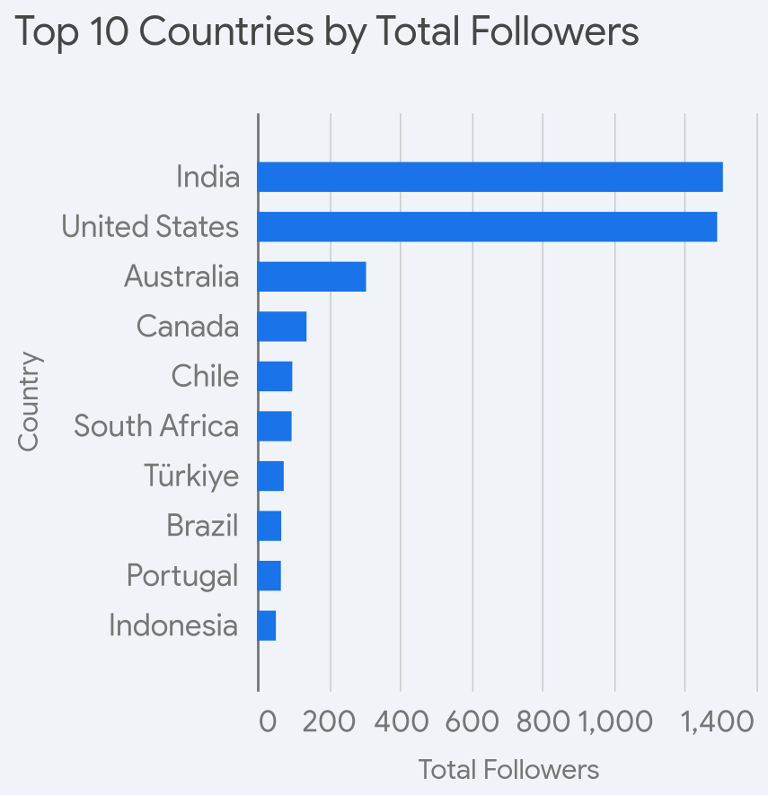 Top 10 Countries by Total Followers
Country
India
United States
Australia
Canada
Chile
South Africa
Türkiye
Brazil
Portugal
Indonesia
0 200 400 600 800 1,000 1,400
Total Followers